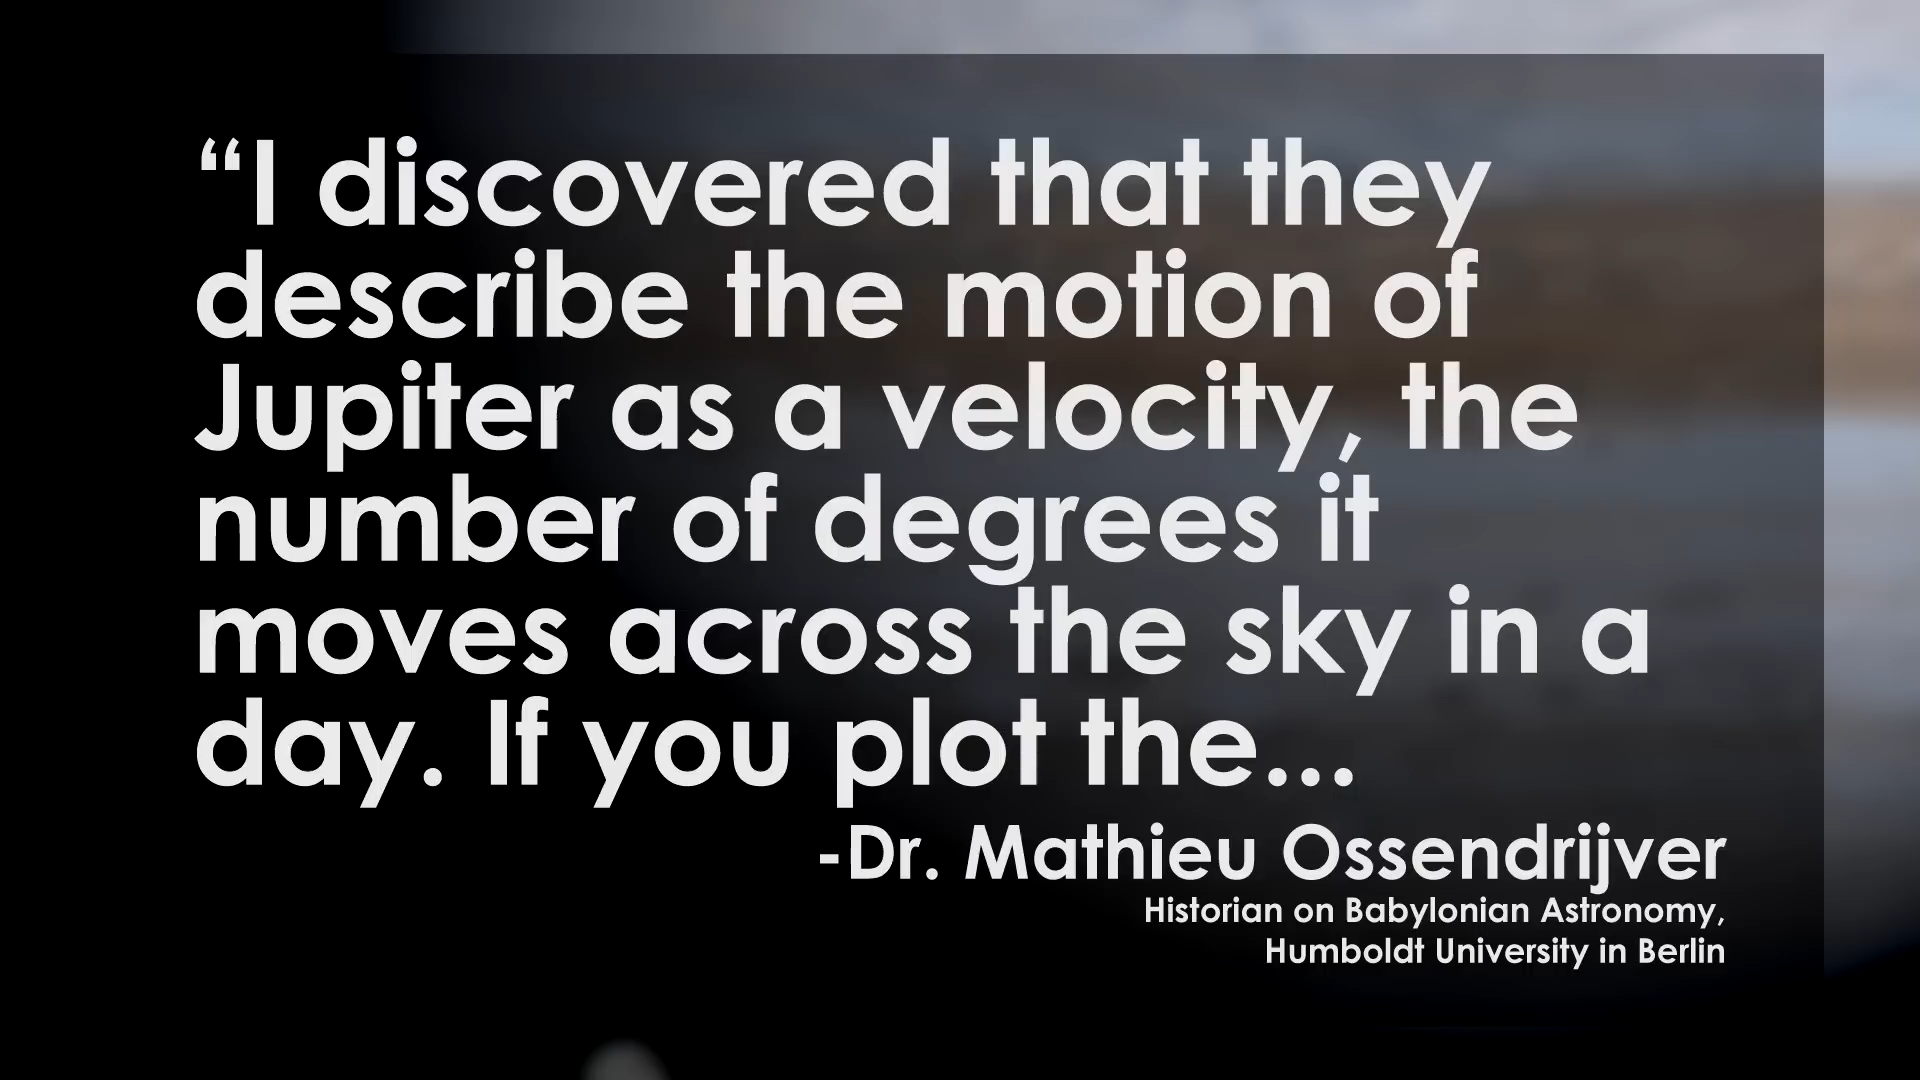 “I discovered that they
describe the motion of
Jupiter as a velocity, the
number of degrees it
moves across the sky in a
day. If you plot the...
-Dr. Mathieu Ossendrijver
Historian on Babylonian Astronomy,
Humboldt University in Berlin